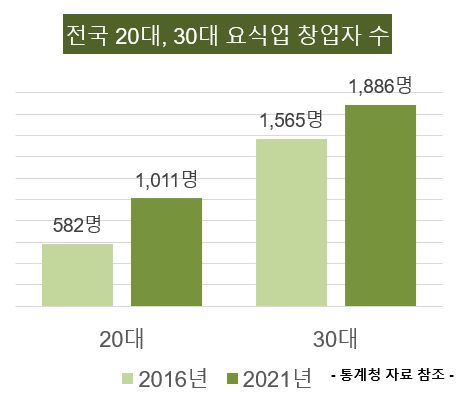 전국 20대, 30대 요식업 창업자 수
1,886명
1,565명
1,011명
582명
20대 30대
2016년 2021년 - 통계청 자료 참조 -